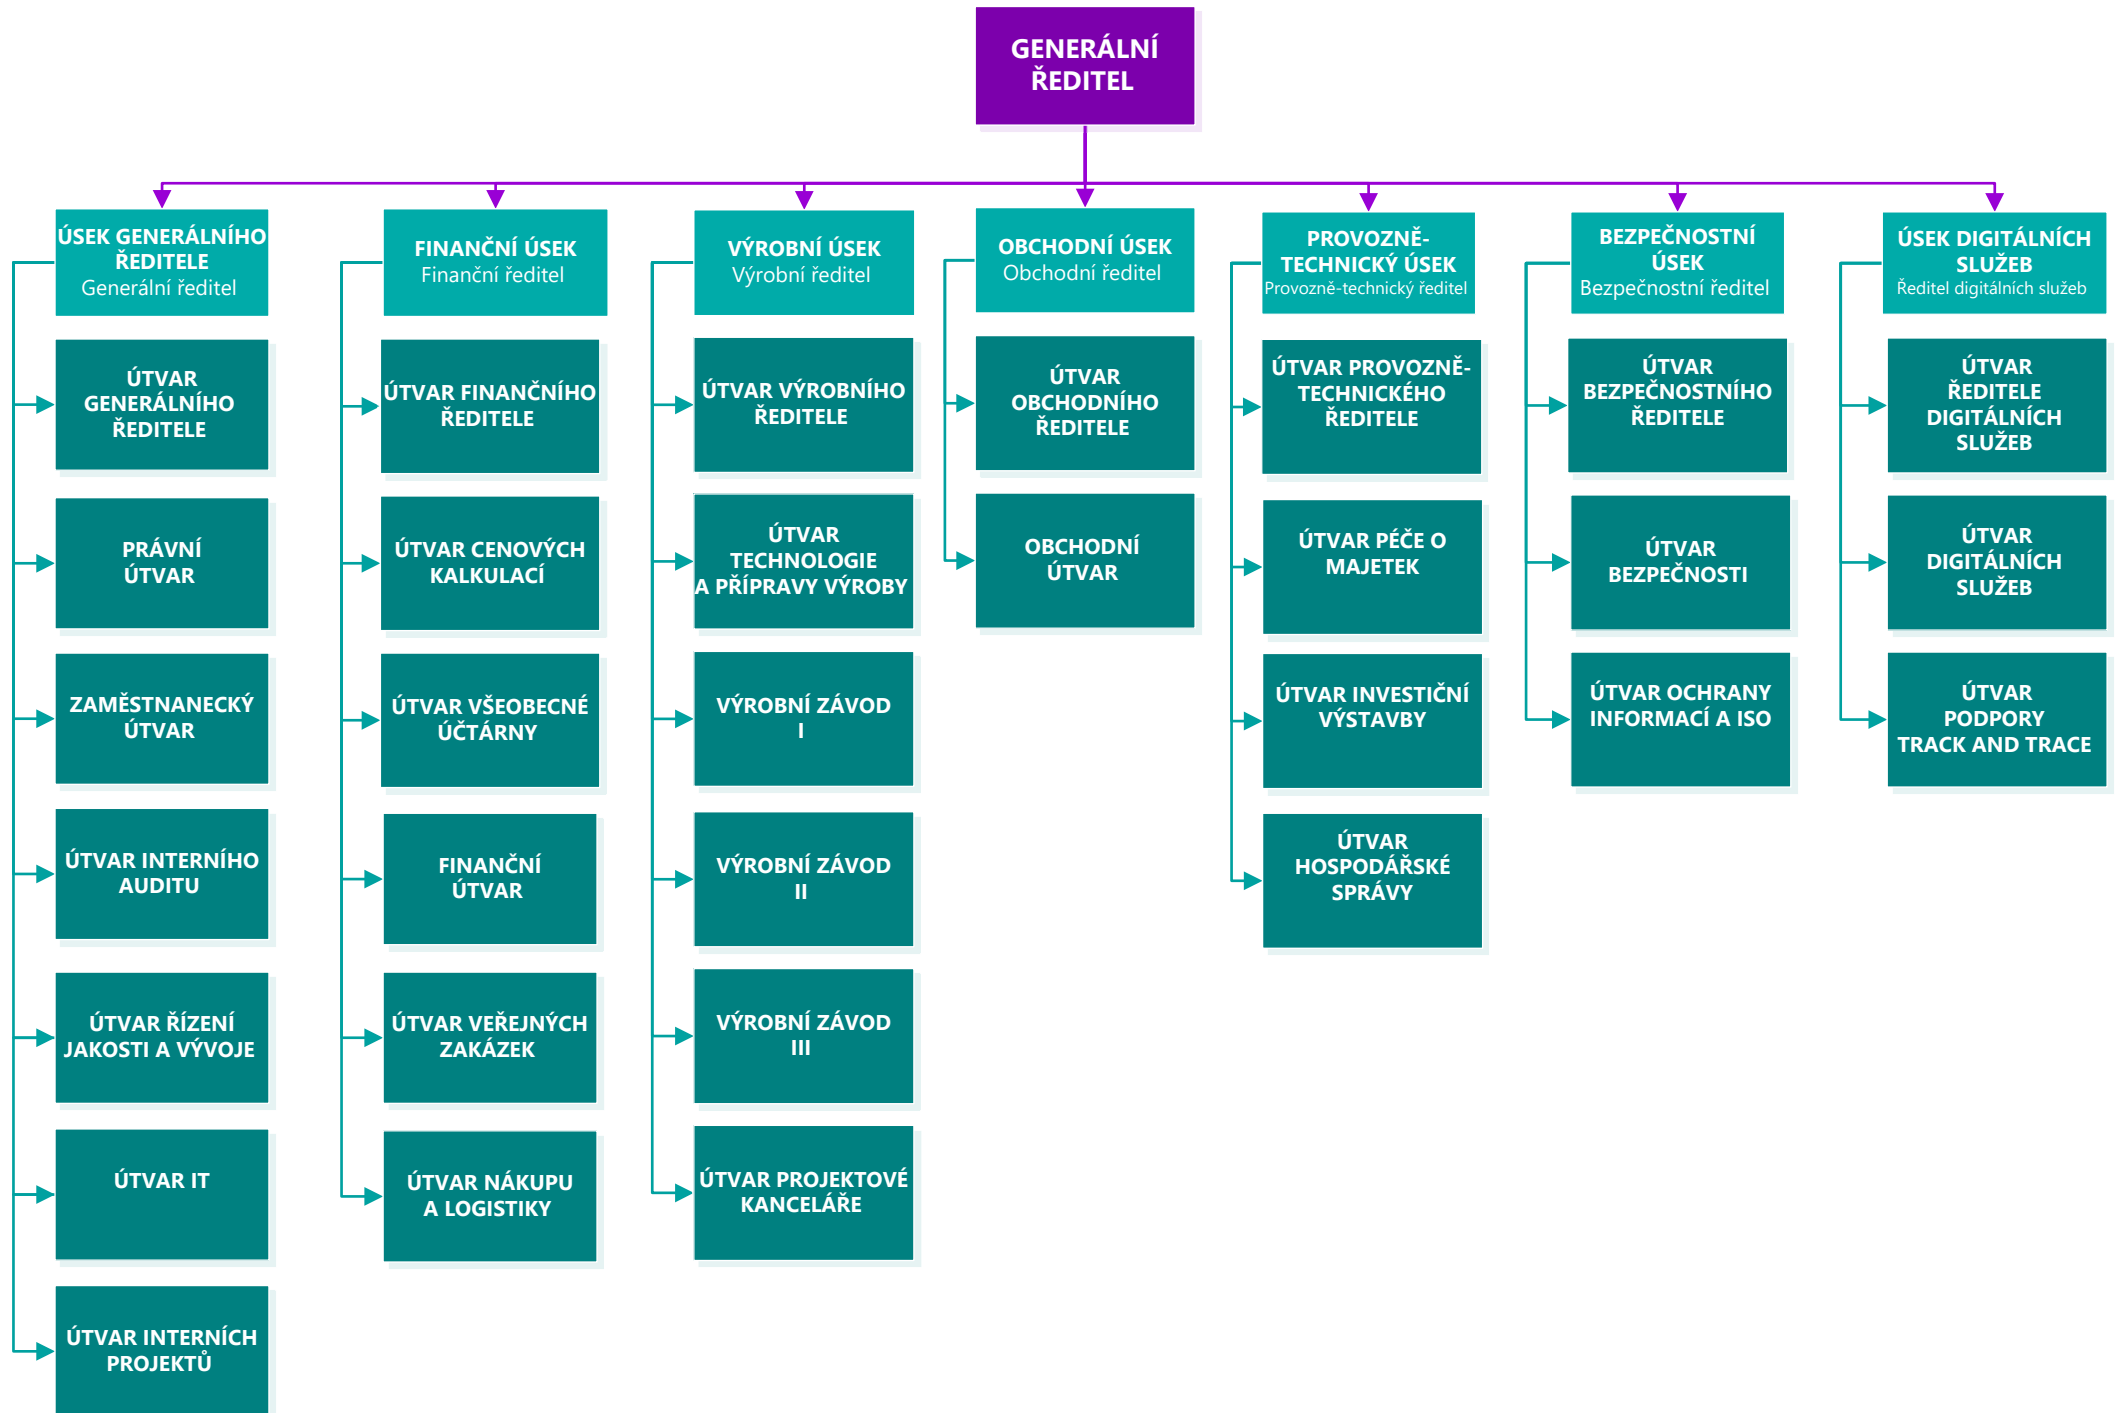 GENERÁLNÍ
ŘEDITEL
ÚSEK GENERÁLNÍHO
ŘEDITELE
Generální ředitel
ÚTVAR
GENERÁLNÍHO
ŘEDITELE
PRÁVNÍ
ÚTVAR
ZAMĚSTNANECKÝ
ÚTVAR
ÚTVAR INTERNÍHO
AUDITU
ÚTVAR ŘÍZENÍ
JAKOSTI A VÝVOJE
ÚTVAR IT
ÚTVAR INTERNÍCH
PROJEKTŮ
FINANČNÍ ÚSEK
Finanční ředitel
ÚTVAR FINANČNÍHO
ŘEDITELE
ÚTVAR CENOVÝCH
KALKULACÍ
ÚTVAR VŠEOBECNÉ
ÚČTÁRNY
FINANČNÍ
ÚTVAR
ÚTVAR VEŘEJNÝCH
ZAKÁZEK
ÚTVAR NÁKUPU
A LOGISTIKY
VÝROBNÍ ÚSEK
Výrobní ředitel
ÚTVAR VÝROBNÍHO
ŘEDITELE
ÚTVAR
TECHNOLOGIE
A PŘÍPRAVY VÝROBY
VÝROBNÍ ZÁVOD
I
VÝROBNÍ ZÁVOD
II
VÝROBNÍ ZÁVOD
III
ÚTVAR PROJEKTOVÉ
KANCELÁŘE
OBCHODNÍ ÚSEK
Obchodní ředitel
ÚTVAR
OBCHODNÍHO
ŘEDITELE
OBCHODNÍ
ÚTVAR
PROVOZNĚ-
TECHNICKÝ ÚSEK
Provozně-technický ředitel
ÚTVAR PROVOZNĚ-
TECHNICKÉHO
ŘEDITELE
ÚTVAR PÉČE O
MAJETEK
ÚTVAR INVESTIČNÍ
VÝSTAVBY
ÚTVAR
HOSPODÁŘSKÉ
SPRÁVY
BEZPEČNOSTNÍ
ÚSEK
Bezpečnostní ředitel
ÚTVAR
BEZPEČNOSTNÍHO
ŘEDITELE
ÚTVAR
BEZPEČNOSTI
ÚTVAR OCHRANY
INFORMACÍ A ISO
ÚSEK DIGITÁLNÍCH
SLUŽEB
Ředitel digitálních služeb
ÚTVAR
ŘEDITELE
DIGITÁLNÍCH
SLUŽEB
ÚTVAR
DIGITÁLNÍCH
SLUŽEB
ÚTVAR
PODPORY
TRACK AND TRACE